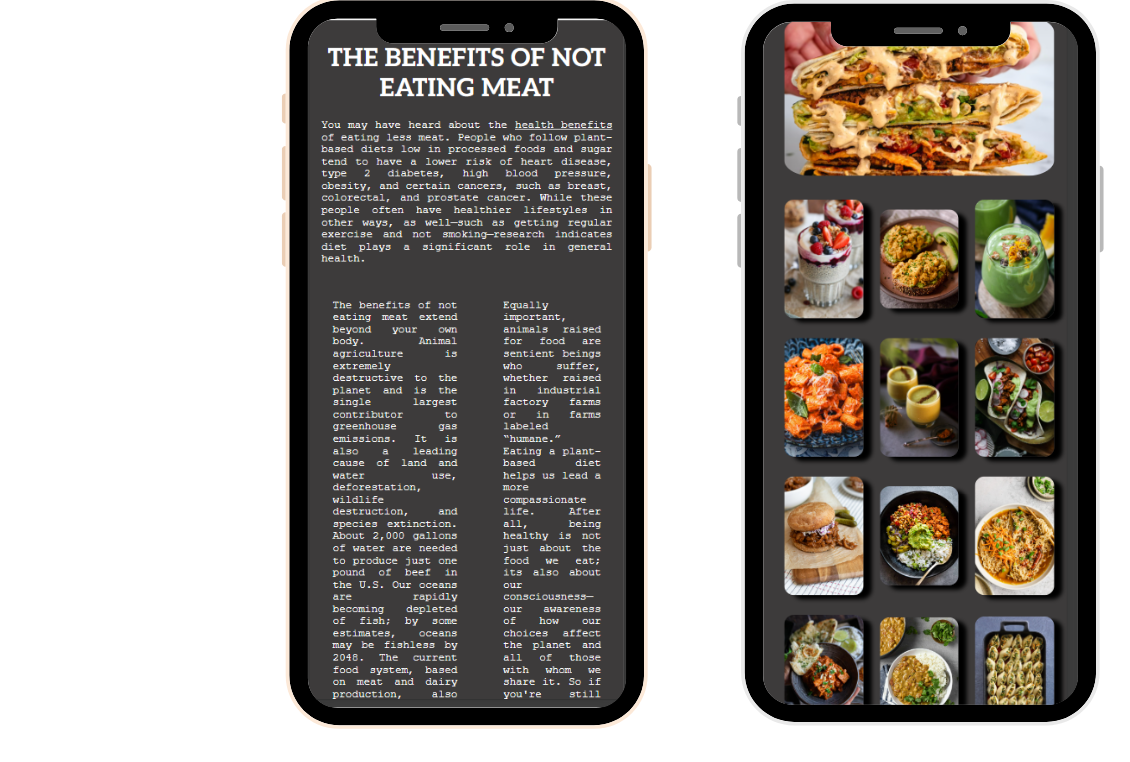 THE BENEFITS OF NOT
EATING MEAT
You may have heard about the health benefits
of eating less meat. People who follow plant-
based diets low in processed foods and sugar
tend to have a lower risk of heart disease,
type 2 diabetes, high blood pressure,
obesity, and certain cancers, such as breast,
colorectal, and prostate cancer. While these
people often have healthier lifestyles in
other ways, as well—such as getting regular
exercise and not smoking—research indicates
diet plays a significant role in general
health.
The benefits of not
eating meat extend
beyond your own
body. Animal
agriculture is
extremely
destructive to the
planet and is the
single largest
contributor to
greenhouse gas
emissions. It is
also a leading
cause of land and
water use,
deforestation,
wildlife
destruction, and
species extinction.
About 2,000 gallons
of water are needed
to produce just one
pound of beef in
the U.S. Our oceans
are rapidly
becoming depleted
of fish; by some
estimates, oceans
may be fishless by
2048. The current
food system, based
on meat and dairy
production, also
Equally
important,
animals raised
for food are
sentient beings
who suffer,
whether raised
in industrial
factory farms
or in farms
labeled
“humane.”
Eating a plant-
based diet
helps us lead a
more
compassionate
life. After
all, being
healthy is not
just about the
food we eat;
its also about
our
consciousness—
our awareness
of how our
choices affect
the planet and
all of those
with whom we
share it. So if
you're still